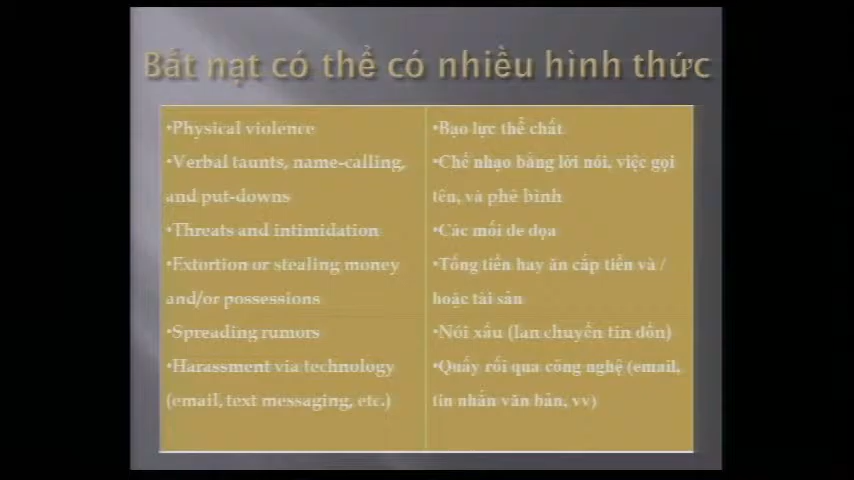 Bắt nạt có thể có nhiều hình thức
•Physical violence
•Verbal taunts, name-calling,
and put-downs
•Threats and intimidation
•Extortion or stealing money
and/or possessions
•Spreading rumors
•Harassment via technology
(email, text messaging, etc.)
•Bạo lực thể chất
•Chế nhạo bằng lời nói, việc gọi
tên, và phê bình
•Các mối đe dọa
•Tống tiền hay ăn cắp tiền và /
hoặc tài sản
•Nói xấu (lan chuyền tin đồn)
•Quấy rối qua công nghệ (email,
tin nhắn văn bản, vv)